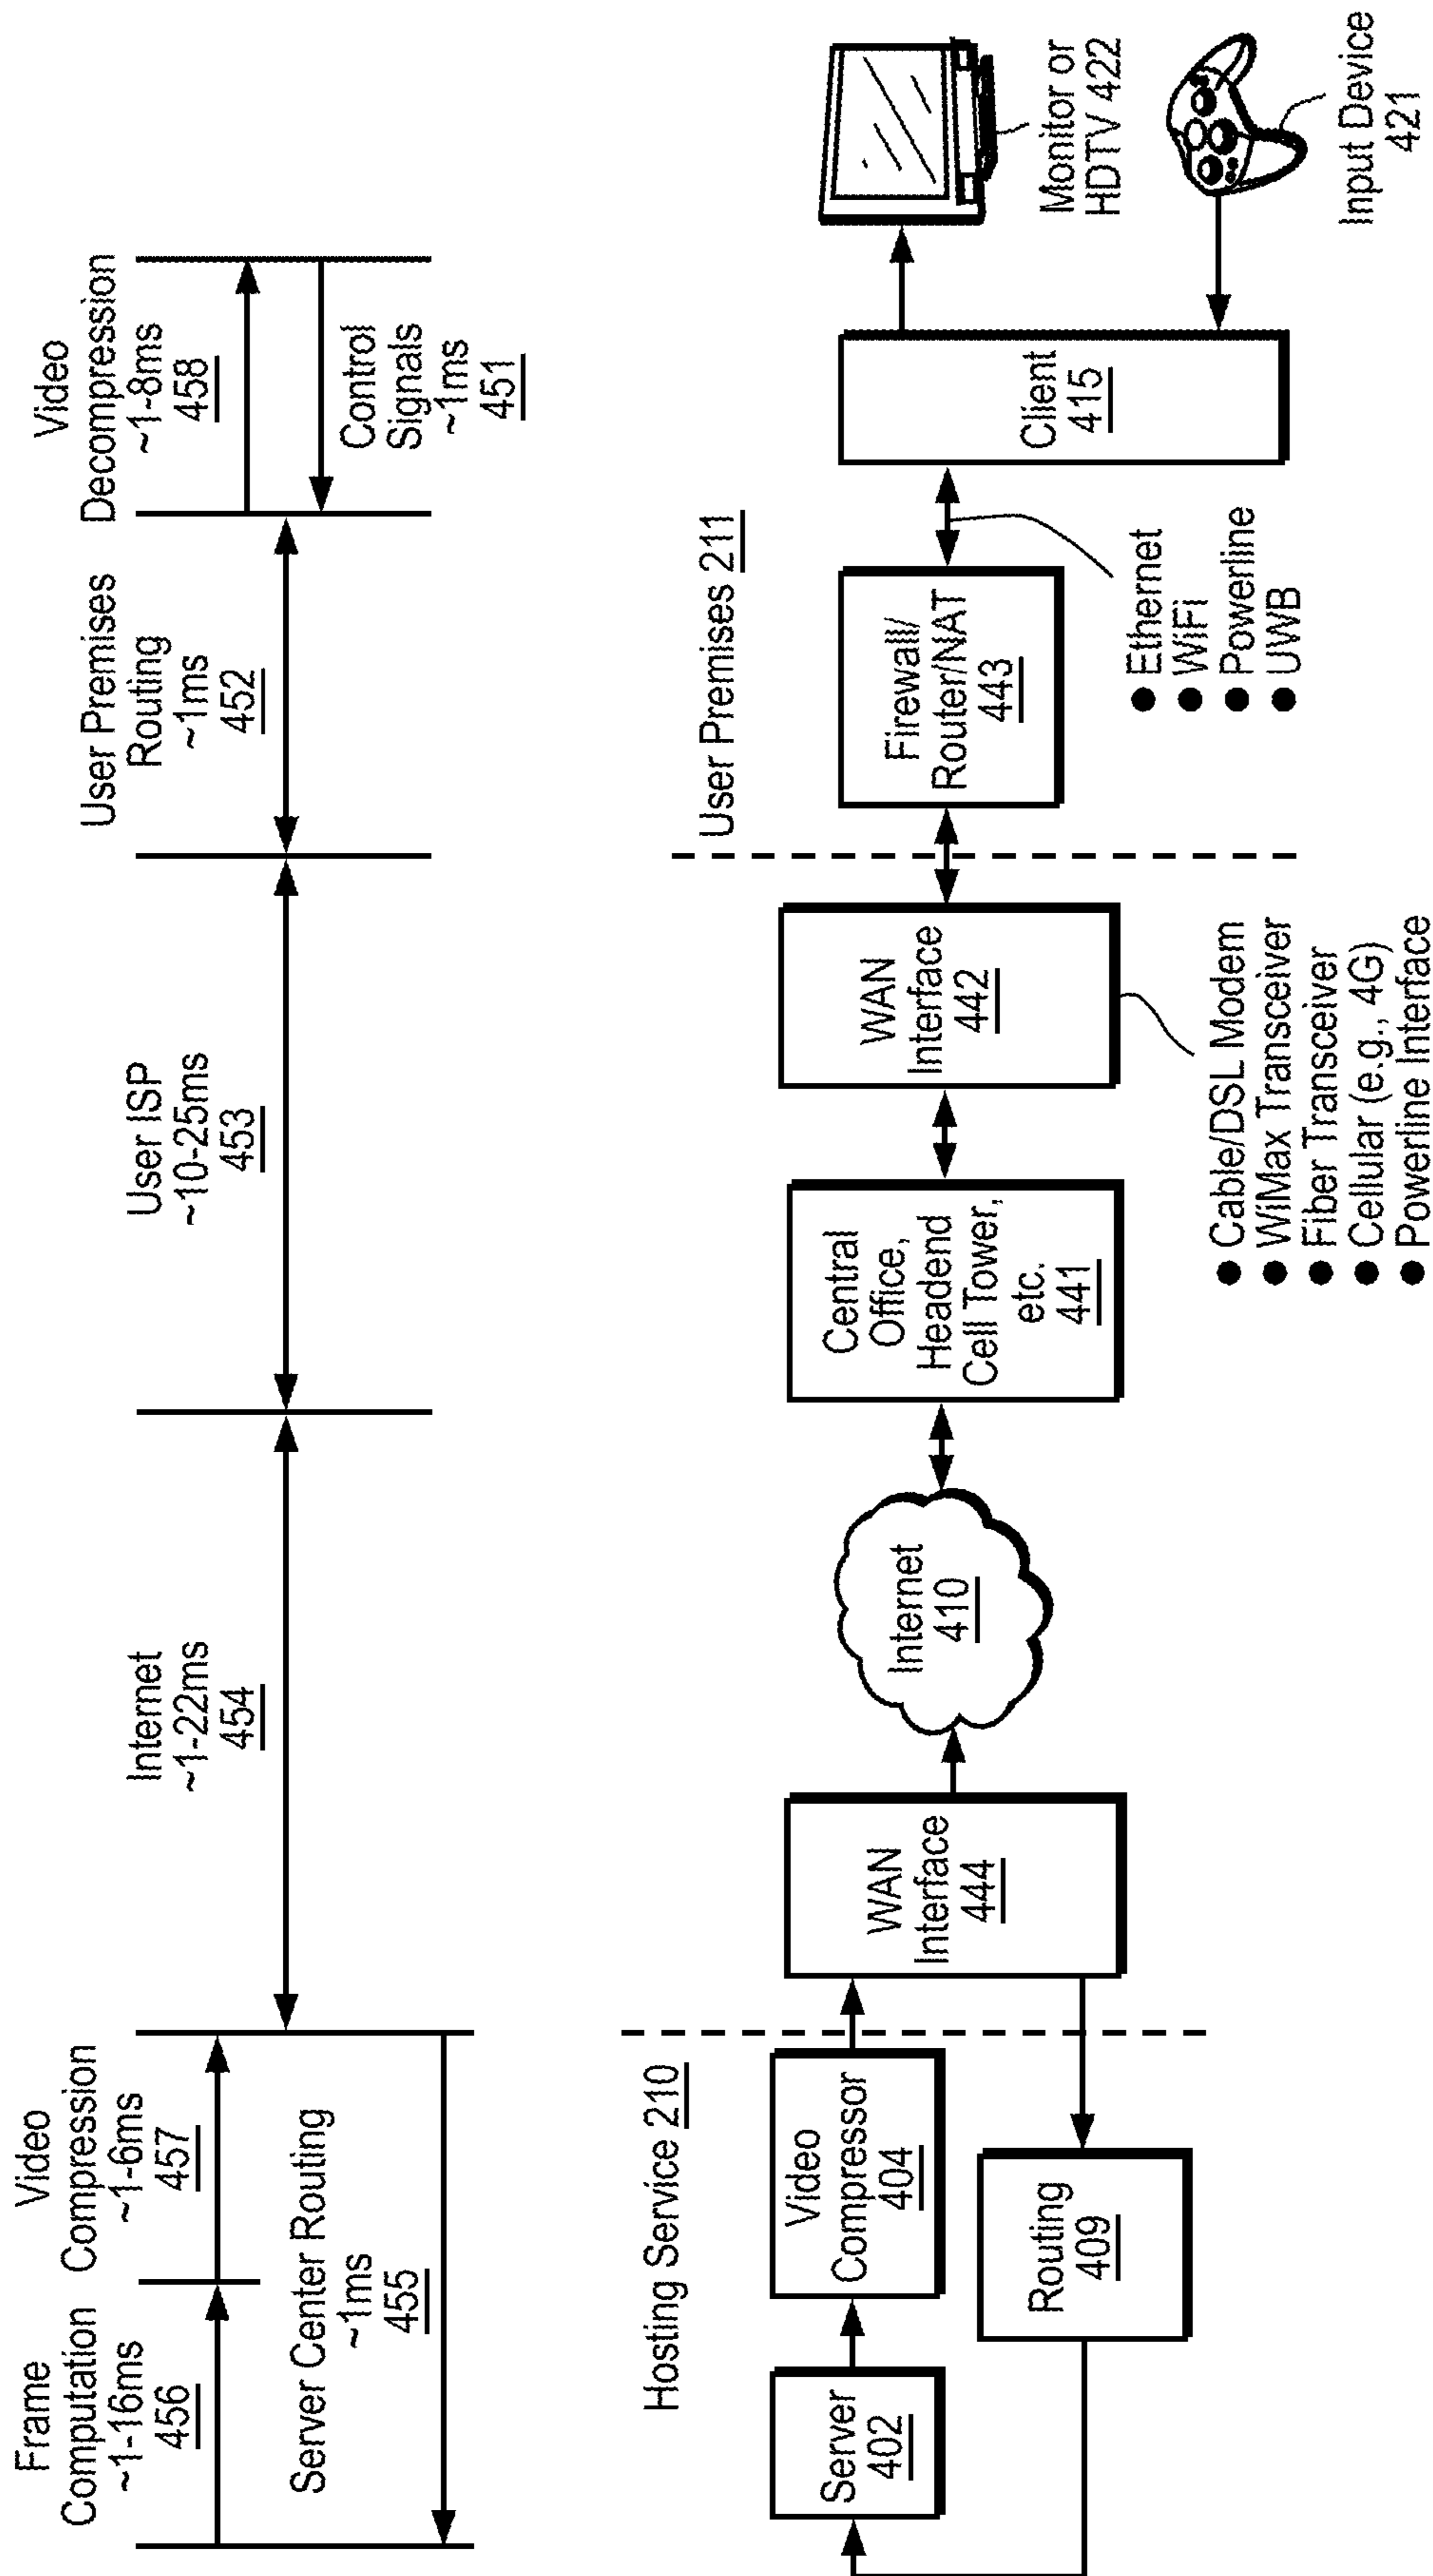 Frame
Computation
~1-16ms
456
Video
Compression
~1-6ms
457
Server Center Routing
~1ms
455
Internet
~1-22ms
454
User ISP
~10-25ms
453
User Premises
Routing
~1ms
452
Video
Decompression
~1-8ms
458
Control
Signals
~1ms
451
Hosting Service 210
Server
402
Video
Compressor
404
Routing
409
WAN
Interface
444
Internet
410
Central
Office,
Headend
Cell Tower,
etc.
441
WAN
Interface
442
Cable/DSL Modem
WiMax Transceiver
Fiber Transceiver
Cellular (e.g., 4G)
Powerline Interface
User Premises 211
Firewall/
Router/NAT
443
Ethernet
WiFi
Powerline
UWB
Client
415
Monitor or
HDTV 422
Input Device
421